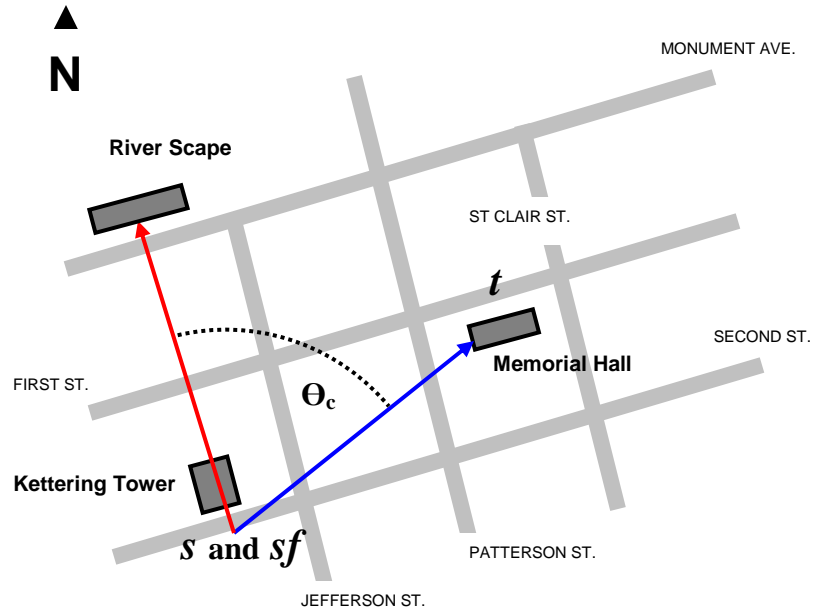 N
MONUMENT AVE.
River Scape
ST CLAIR ST.
t
SECOND ST.
Memorial Hall
FIRST ST.
Θc
Kettering Tower
s and sf
PATTERSON ST.
JEFFERSON ST.